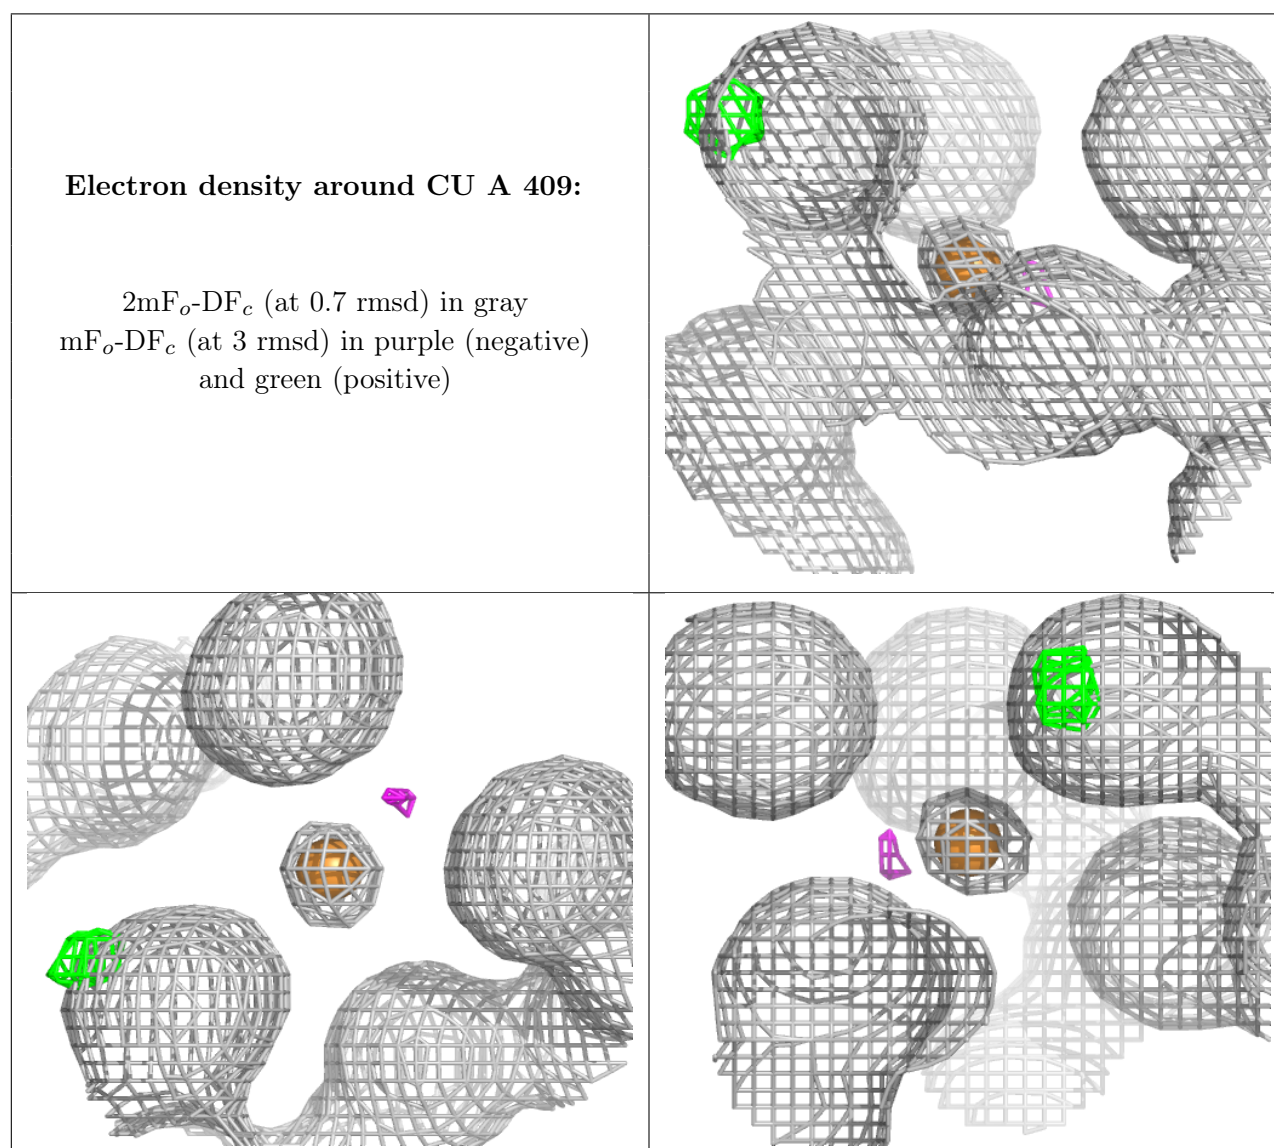 Electron density around CU A 409:
2mFo-DFc (at 0.7 rmsd) in gray
mFo-DFc (at 3 rmsd) in purple (negative)
and green (positive)